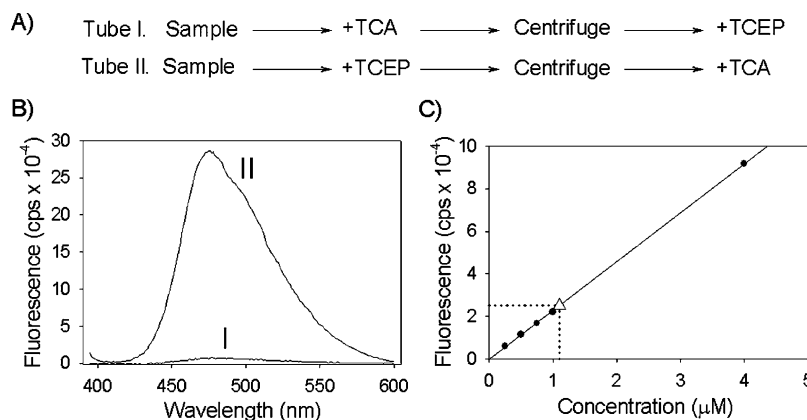 A)
Tube I. Sample +TCA Centrifuge +TCEP
Tube II. Sample +TCEP Centrifuge +TCA
B)
Fluorescence (cps x 10⁻⁴)
30
25
20
15
10
5
0
II
I
400 450 500 550 600
Wavelength (nm)
C)
Fluorescence (cps x 10⁻⁴)
10
8
6
4
2
0
0 1 2 3 4 5
Concentration (μM)